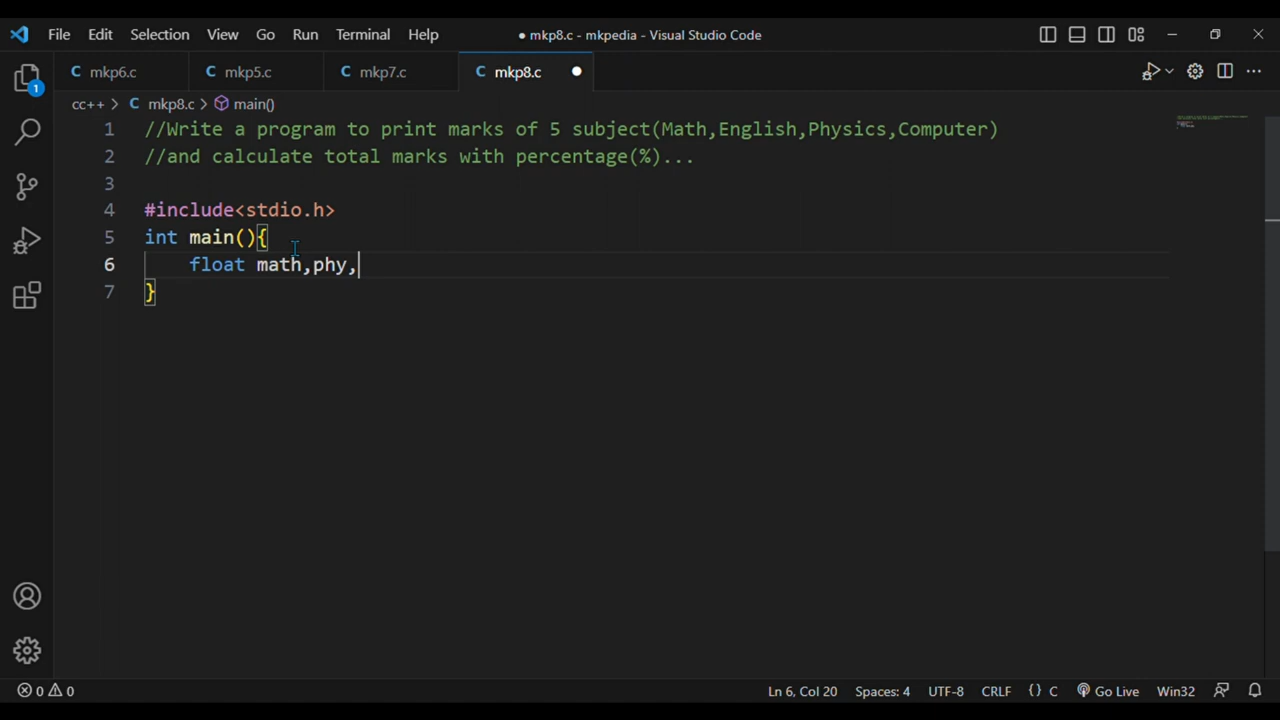 File Edit Selection View Go Run Terminal Help ● mkp8.c - mkpedia - Visual Studio Code
C mkp6.c C mkp5.c C mkp7.c C mkp8.c ●
1
cc++ > C mkp8.c > main()
1 //Write a program to print marks of 5 subject(Math,English,Physics,Computer)
2 //and calculate total marks with percentage(%)...
3
4 #include<stdio.h>
5 int main(){
6 float math,phy,
7 }
0 0 Ln 6, Col 20 Spaces: 4 UTF-8 CRLF {} C Go Live Win32